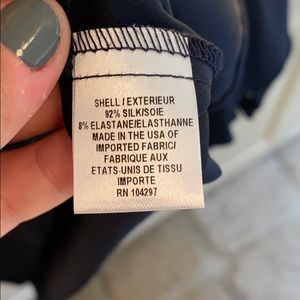 SHELL/EXTERIEUR
92% SILK/SOIE
8% ELASTANE/ELASTHANNE
MADE IN THE USA OF
IMPORTED FABRIC/
FABRIQUE AUX
ETATS-UNIS DE TISSU
IMPORTE
RN 104297